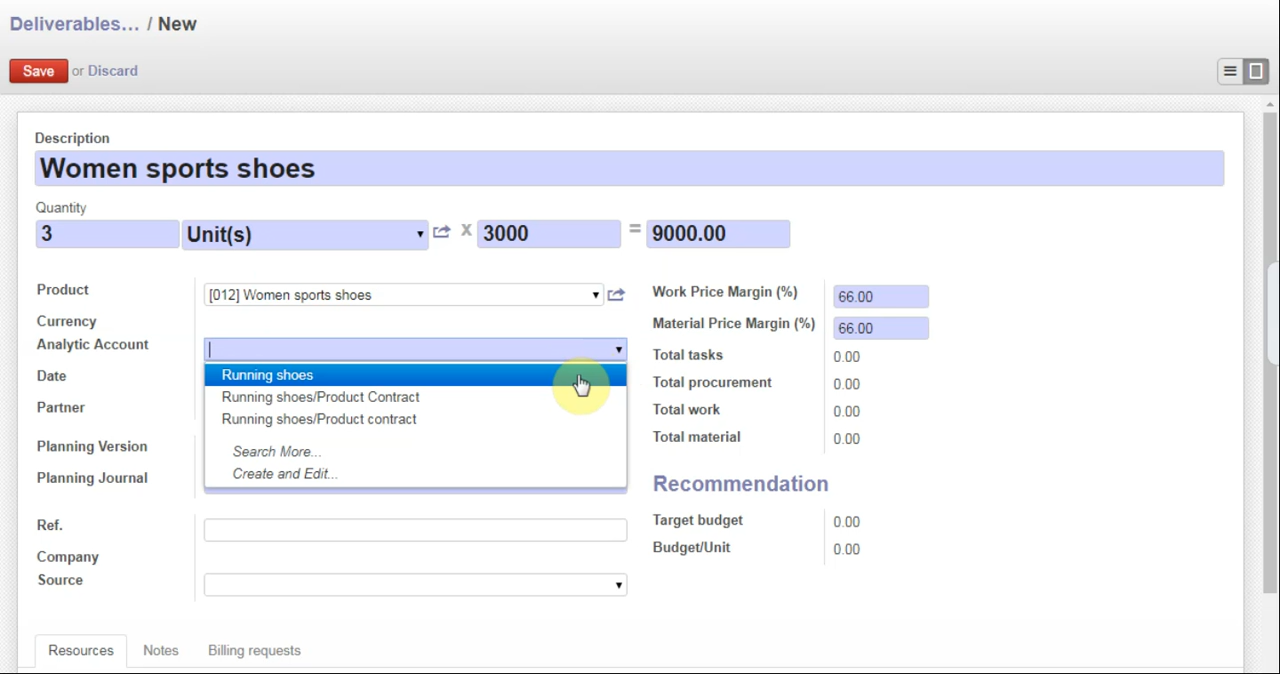 Deliverables... / New
Save or Discard
Description
Women sports shoes
Quantity
3 Unit(s) x 3000 = 9000.00
Product [012] Women sports shoes
Currency
Analytic Account
Running shoes
Running shoes/Product Contract
Running shoes/Product contract
Search More...
Create and Edit...
Date
Partner
Planning Version
Planning Journal
Ref.
Company
Source
Work Price Margin (%) 66.00
Material Price Margin (%) 66.00
Total tasks 0.00
Total procurement 0.00
Total work 0.00
Total material 0.00
Recommendation
Target budget 0.00
Budget/Unit 0.00
Resources Notes Billing requests